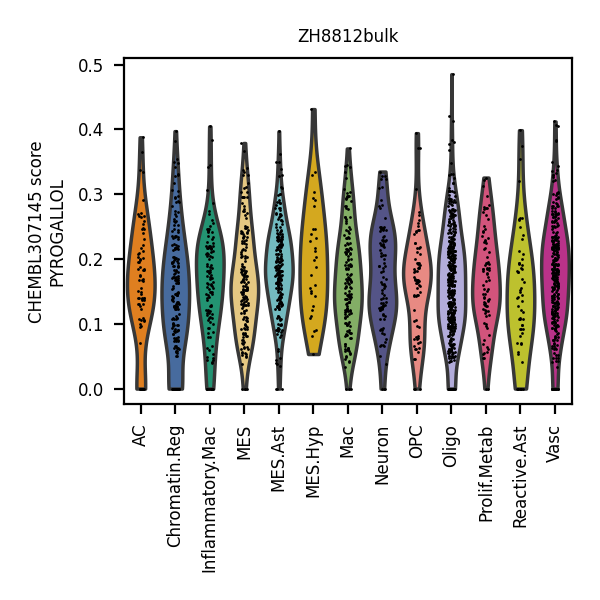 ZH8812bulk
CHEMBL307145 score
PYROGALLOL
0.5
0.4
0.3
0.2
0.1
0.0
AC
Chromatin.Reg
Inflammatory.Mac
MES
MES.Ast
MES.Hyp
Mac
Neuron
OPC
Oligo
Prolif.Metab
Reactive.Ast
Vasc